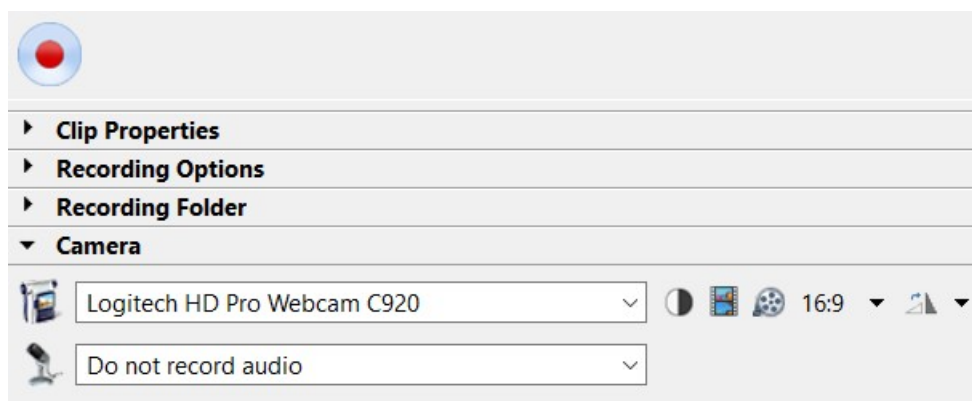 Clip Properties
Recording Options
Recording Folder
Camera
Logitech HD Pro Webcam C920 16:9
Do not record audio